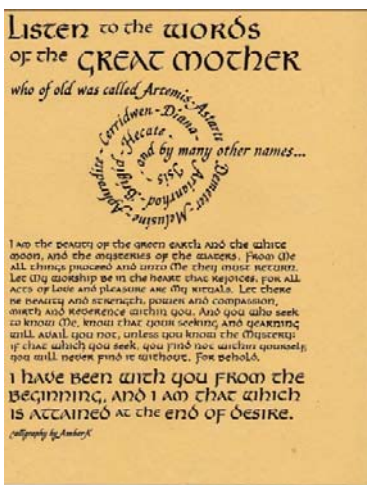 Listen to the words
of the GREAT MOTHER
who of old was called Artemis-Astarte-
Demeter-Melusine-Aphrodite-Cerridwen-Diana-
Arianrhod-Brigid-Hecate-
Isis-and by many other names...
I am the beauty of the green earth and the white
moon, and the mysteries of the waters. From Me
all things proceed and unto Me they must return.
Let My worship be in the heart that rejoices, for all
acts of love and pleasure are My rituals. Let there
be beauty and strength, power and compassion,
mirth and reverence within you. And you who seek
to know Me, know that your seeking and yearning
will avail you not, unless you know the Mystery:
if that which you seek, you find not within yourself,
you will never find it without. For behold,
I have been with you from the
beginning, and I am that which
is attained at the end of desire.
calligraphy by Amber K